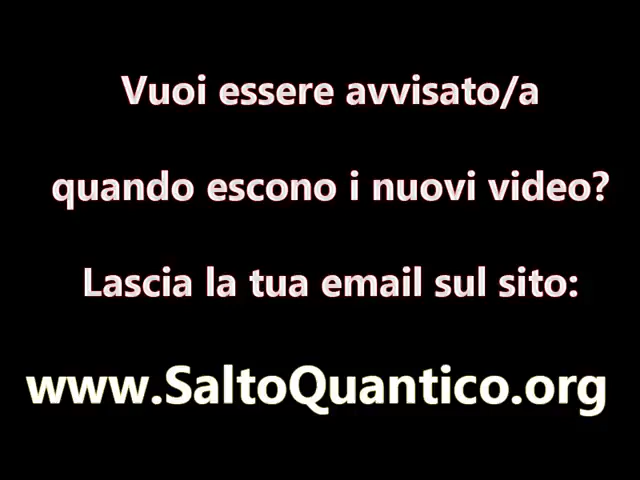 Vuoi essere avvisato/a
quando escono i nuovi video?
Lascia la tua email sul sito:
www.SaltoQuantico.org